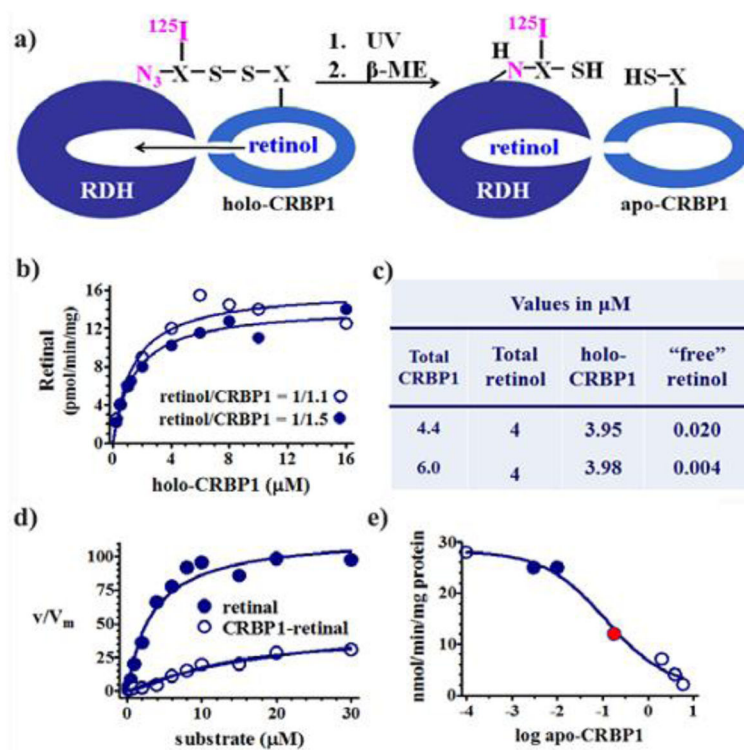 a)
125I
N3–X–S–S–X
1. UV
2. β-ME
125I
H
N–X–SH
HS–X
retinol
RDH
holo-CRBP1
retinol
RDH
apo-CRBP1
b)
Retinal
(pmol/min/mg)
16
12
8
4
0
retinol/CRBP1 = 1/1.1
retinol/CRBP1 = 1/1.5
0 2 4 6 8 10 12 14 16
holo-CRBP1 (µM)
c)
Values in µM
Total CRBP1
Total retinol
holo-CRBP1
“free” retinol
4.4 4 3.95 0.020
6.0 4 3.98 0.004
d)
v/Vm
100
75
50
25
0
retinal
CRBP1-retinal
0 10 20 30
substrate (µM)
e)
nmol/min/mg protein
30
20
10
0
-4 -3 -2 -1 0 1
log apo-CRBP1